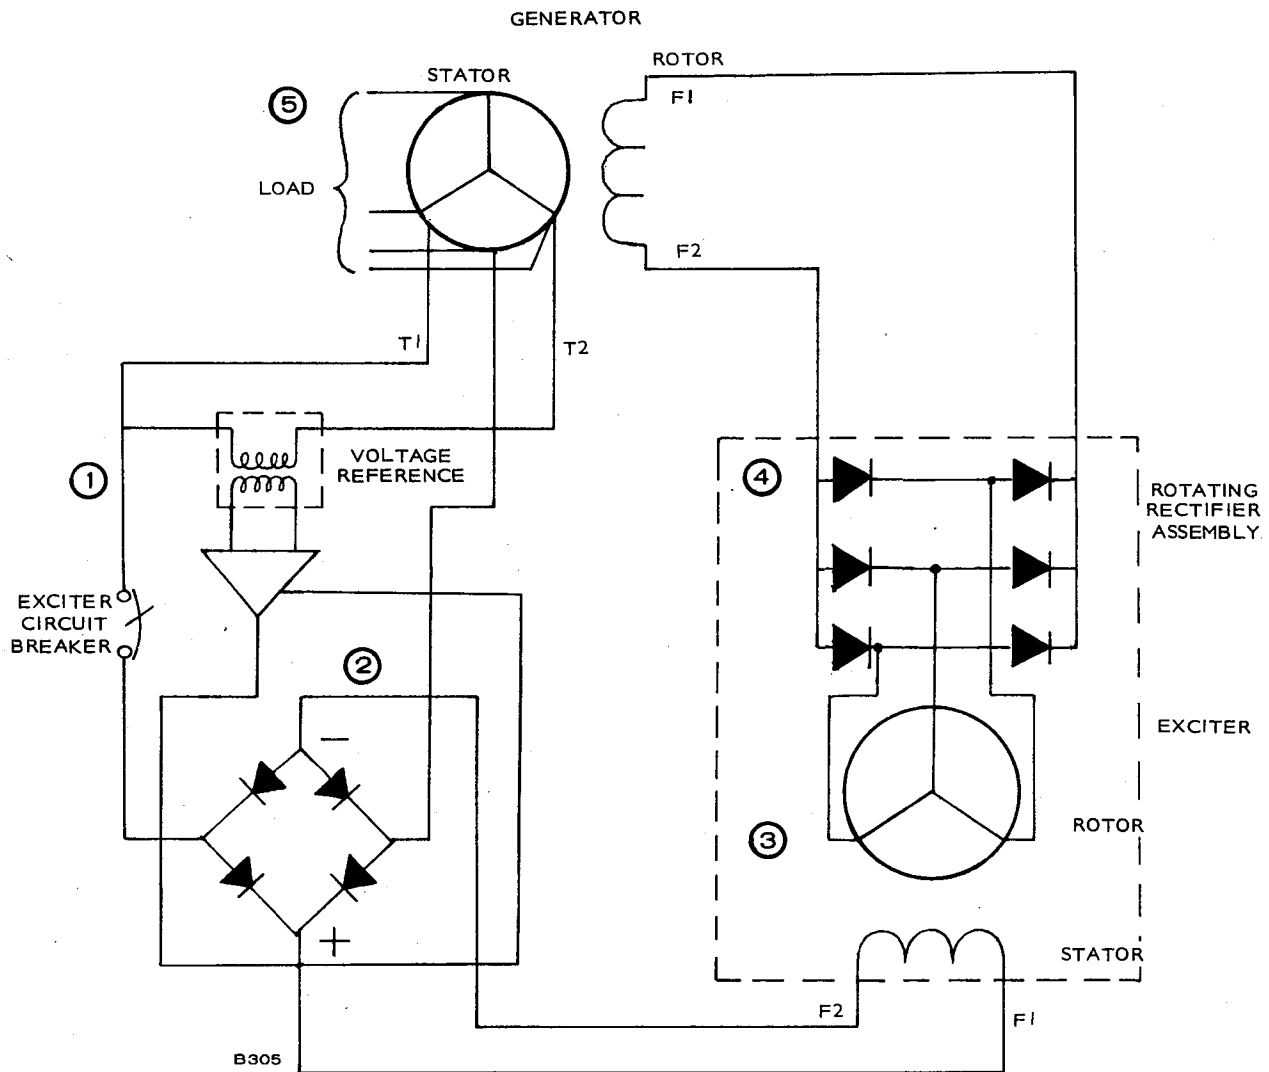 GENERATOR
STATOR
ROTOR
5
F1
LOAD
F2
T1
T2
VOLTAGE
REFERENCE
1
4
ROTATING
RECTIFIER
ASSEMBLY.
EXCITER
CIRCUIT
BREAKER
2
EXCITER
−
3
ROTOR
+
STATOR
F2
F1
B305